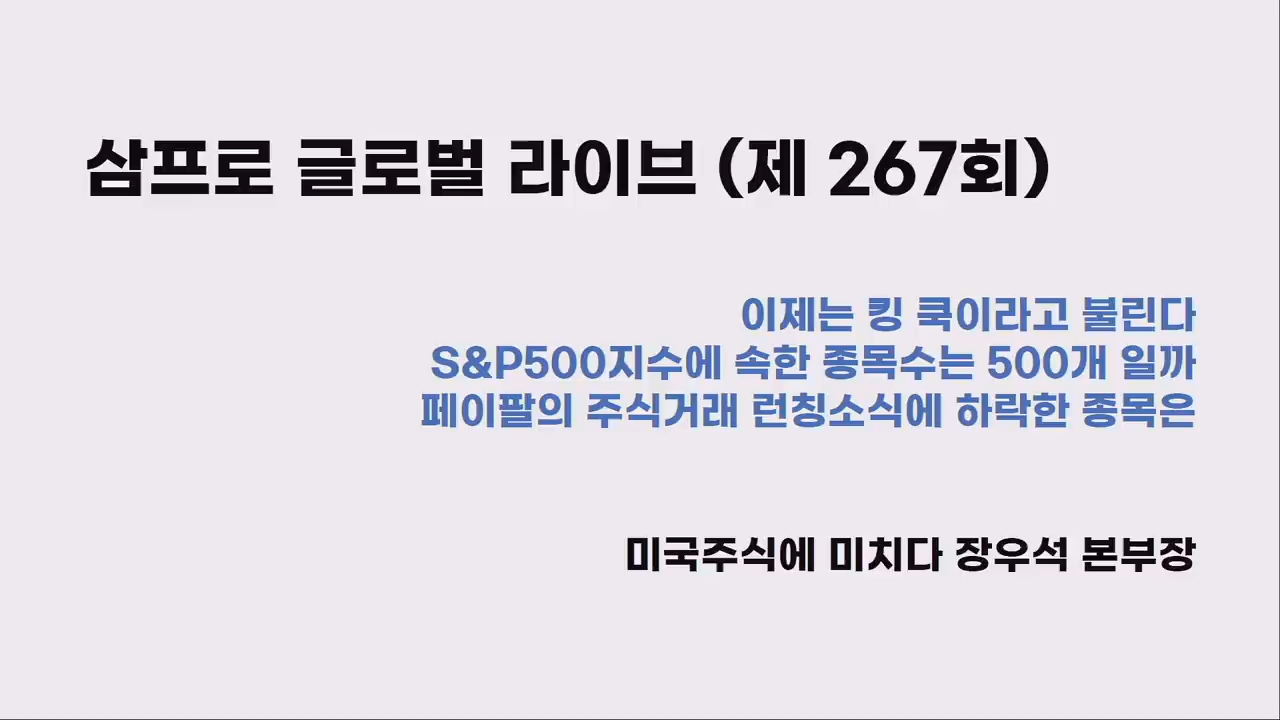 삼프로 글로벌 라이브 (제 267회)
이제는 킹 쿡이라고 불린다
S&P500지수에 속한 종목수는 500개 일까
페이팔의 주식거래 런칭소식에 하락한 종목은
미국주식에 미치다 장우석 본부장